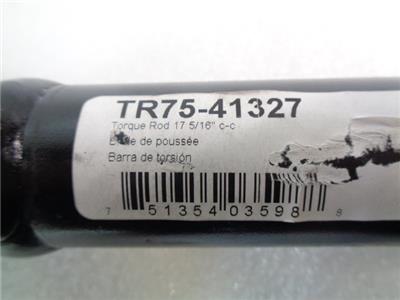 TR75-41327
Torque Rod 17 5/16" c-c
de poussée
Barra de torsión
7 51354 03598 8